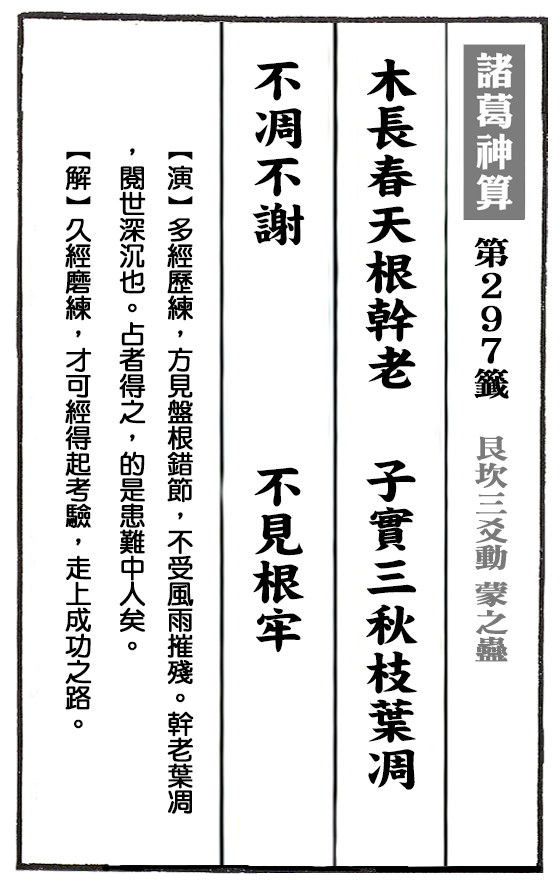 諸葛神算 第297籤 艮坎三爻動 蒙之蠱
木長春天根幹老 子實三秋枝葉凋
不凋不謝 不見根牢
【演】多經歷練，方見盤根錯節，不受風雨摧殘。幹老葉凋
，閱世深沉也。占者得之，的是患難中人矣。
【解】久經磨練，才可經得起考驗，走上成功之路。